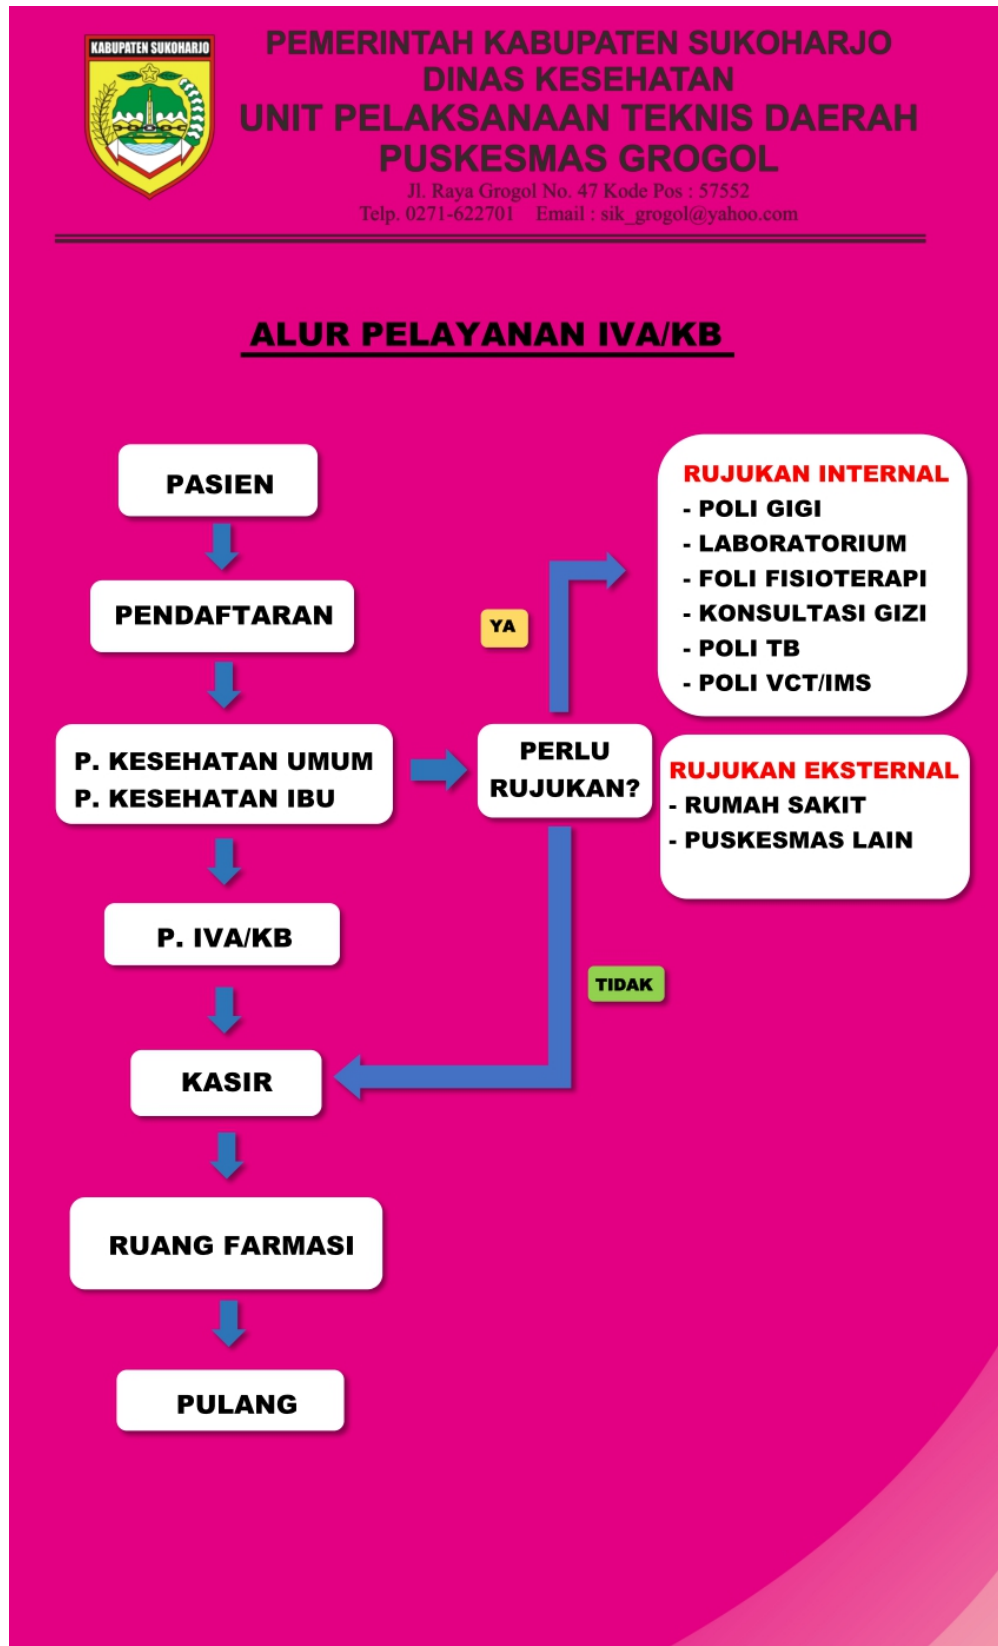 KABUPATEN SUKOHARJO
PEMERINTAH KABUPATEN SUKOHARJO
DINAS KESEHATAN
UNIT PELAKSANAAN TEKNIS DAERAH
PUSKESMAS GROGOL
Jl. Raya Grogol No. 47 Kode Pos : 57552
Telp. 0271-622701 Email : sik_grogol@yahoo.com
ALUR PELAYANAN IVA/KB
PASIEN
PENDAFTARAN
P. KESEHATAN UMUM
P. KESEHATAN IBU
PERLU
RUJUKAN?
YA
RUJUKAN INTERNAL
- POLI GIGI
- LABORATORIUM
- FOLI FISIOTERAPI
- KONSULTASI GIZI
- POLI TB
- POLI VCT/IMS
RUJUKAN EKSTERNAL
- RUMAH SAKIT
- PUSKESMAS LAIN
TIDAK
P. IVA/KB
KASIR
RUANG FARMASI
PULANG